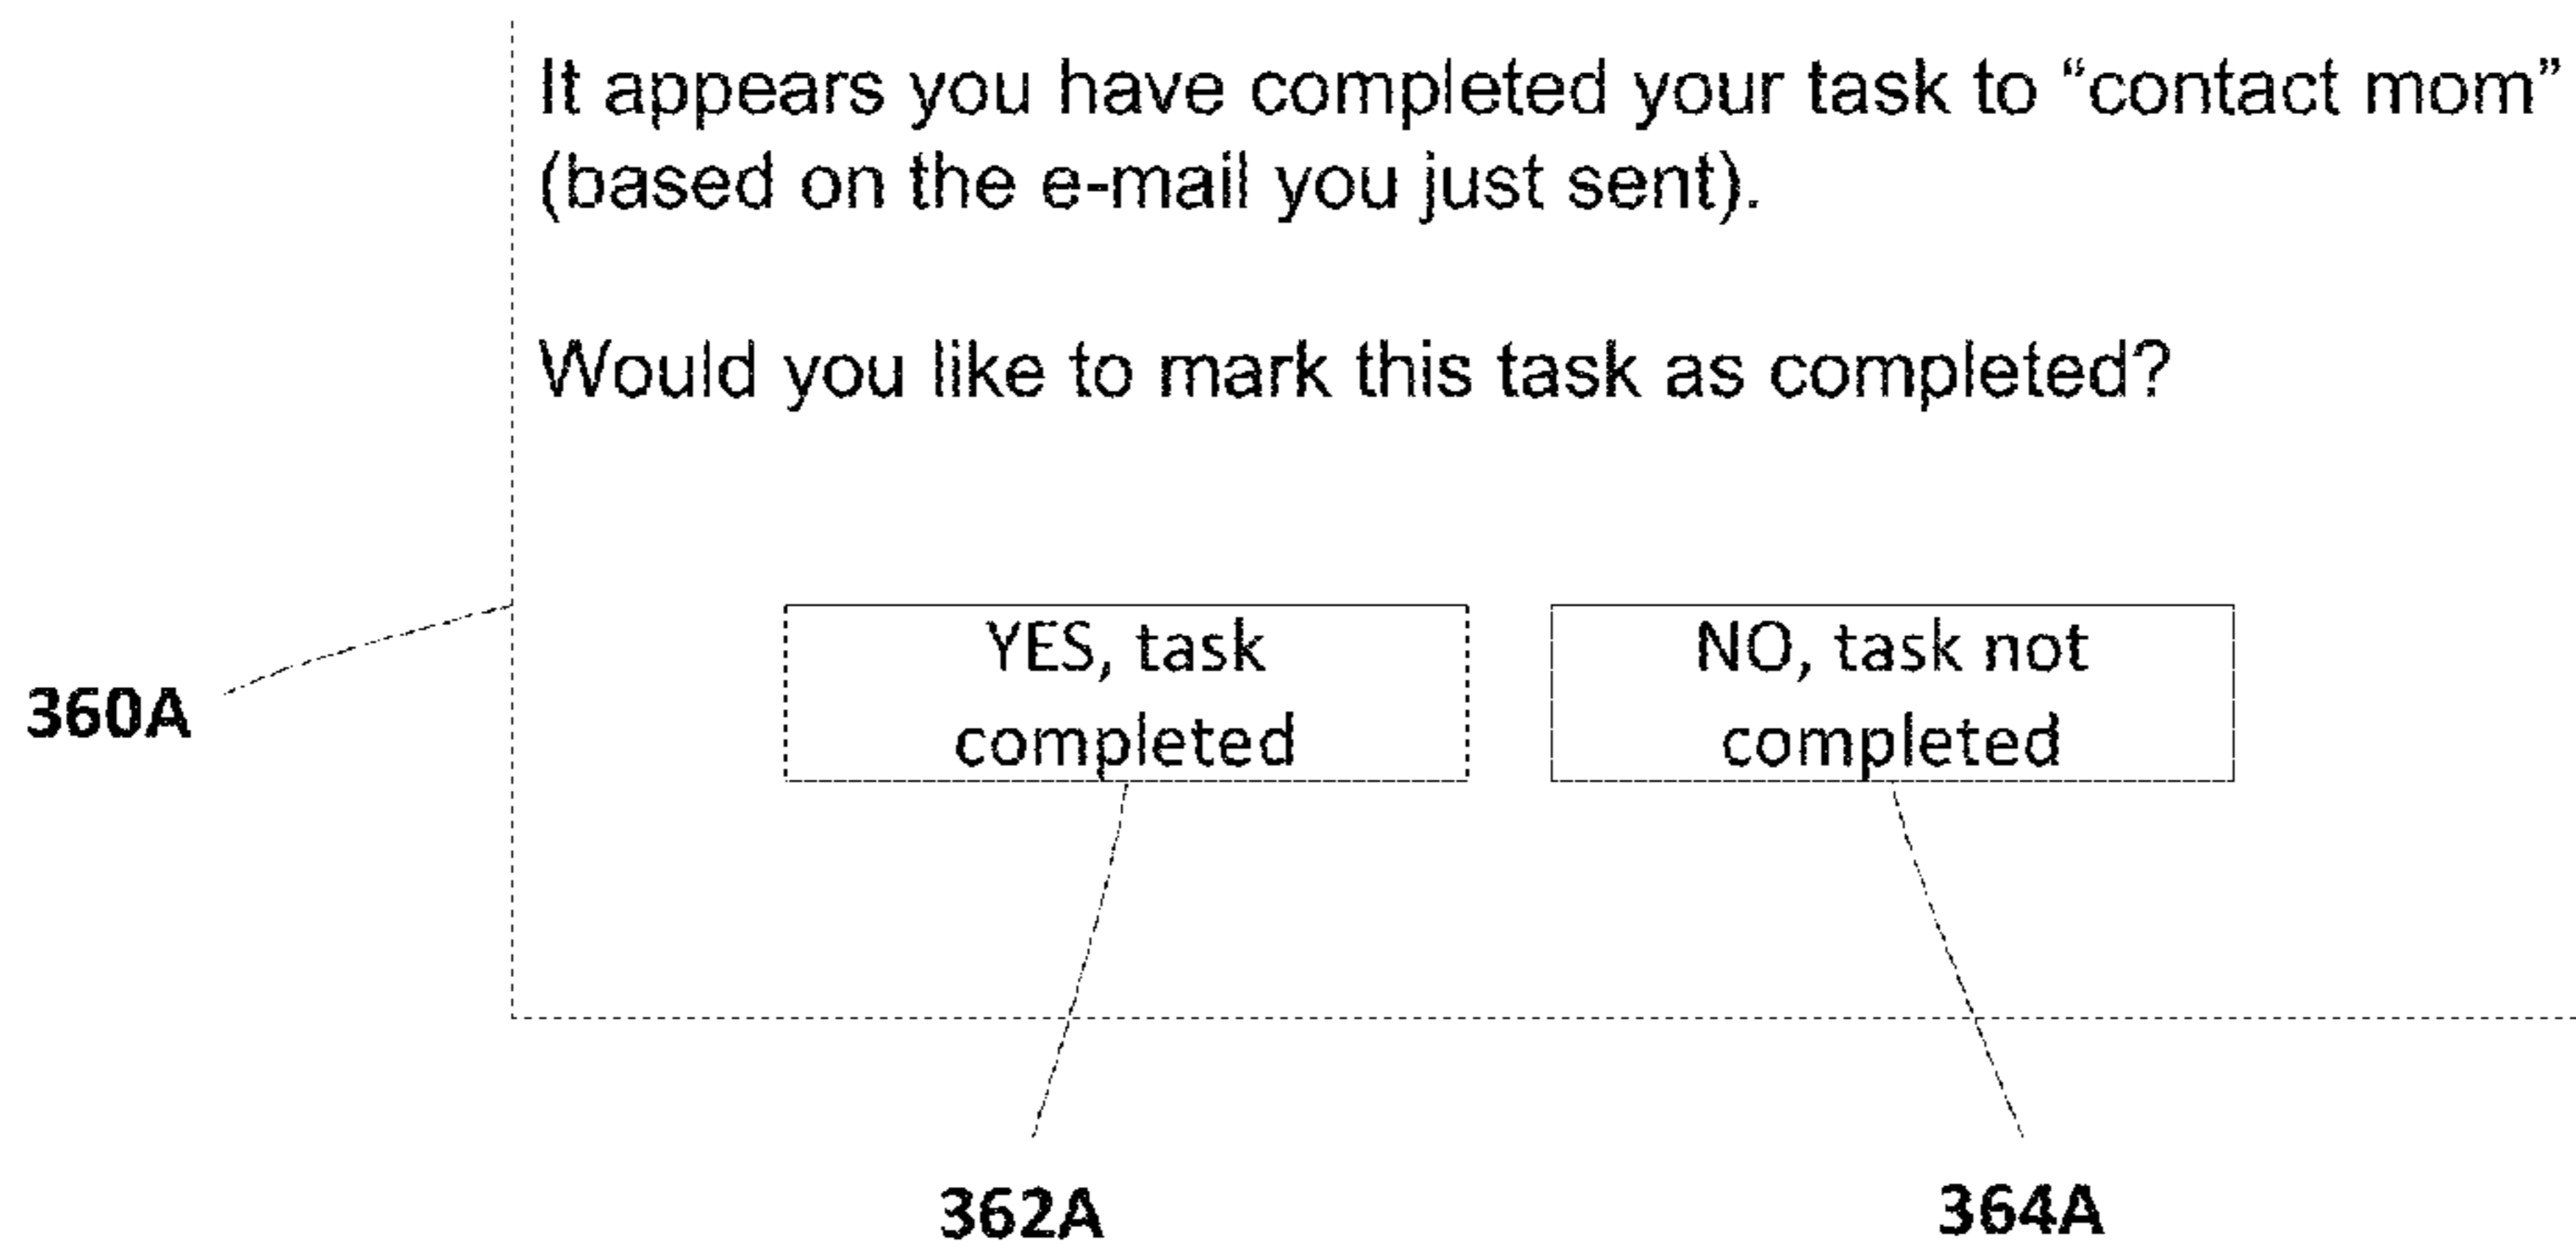 It appears you have completed your task to “contact mom”
(based on the e-mail you just sent).
Would you like to mark this task as completed?
YES, task
completed
NO, task not
completed
360A
362A
364A